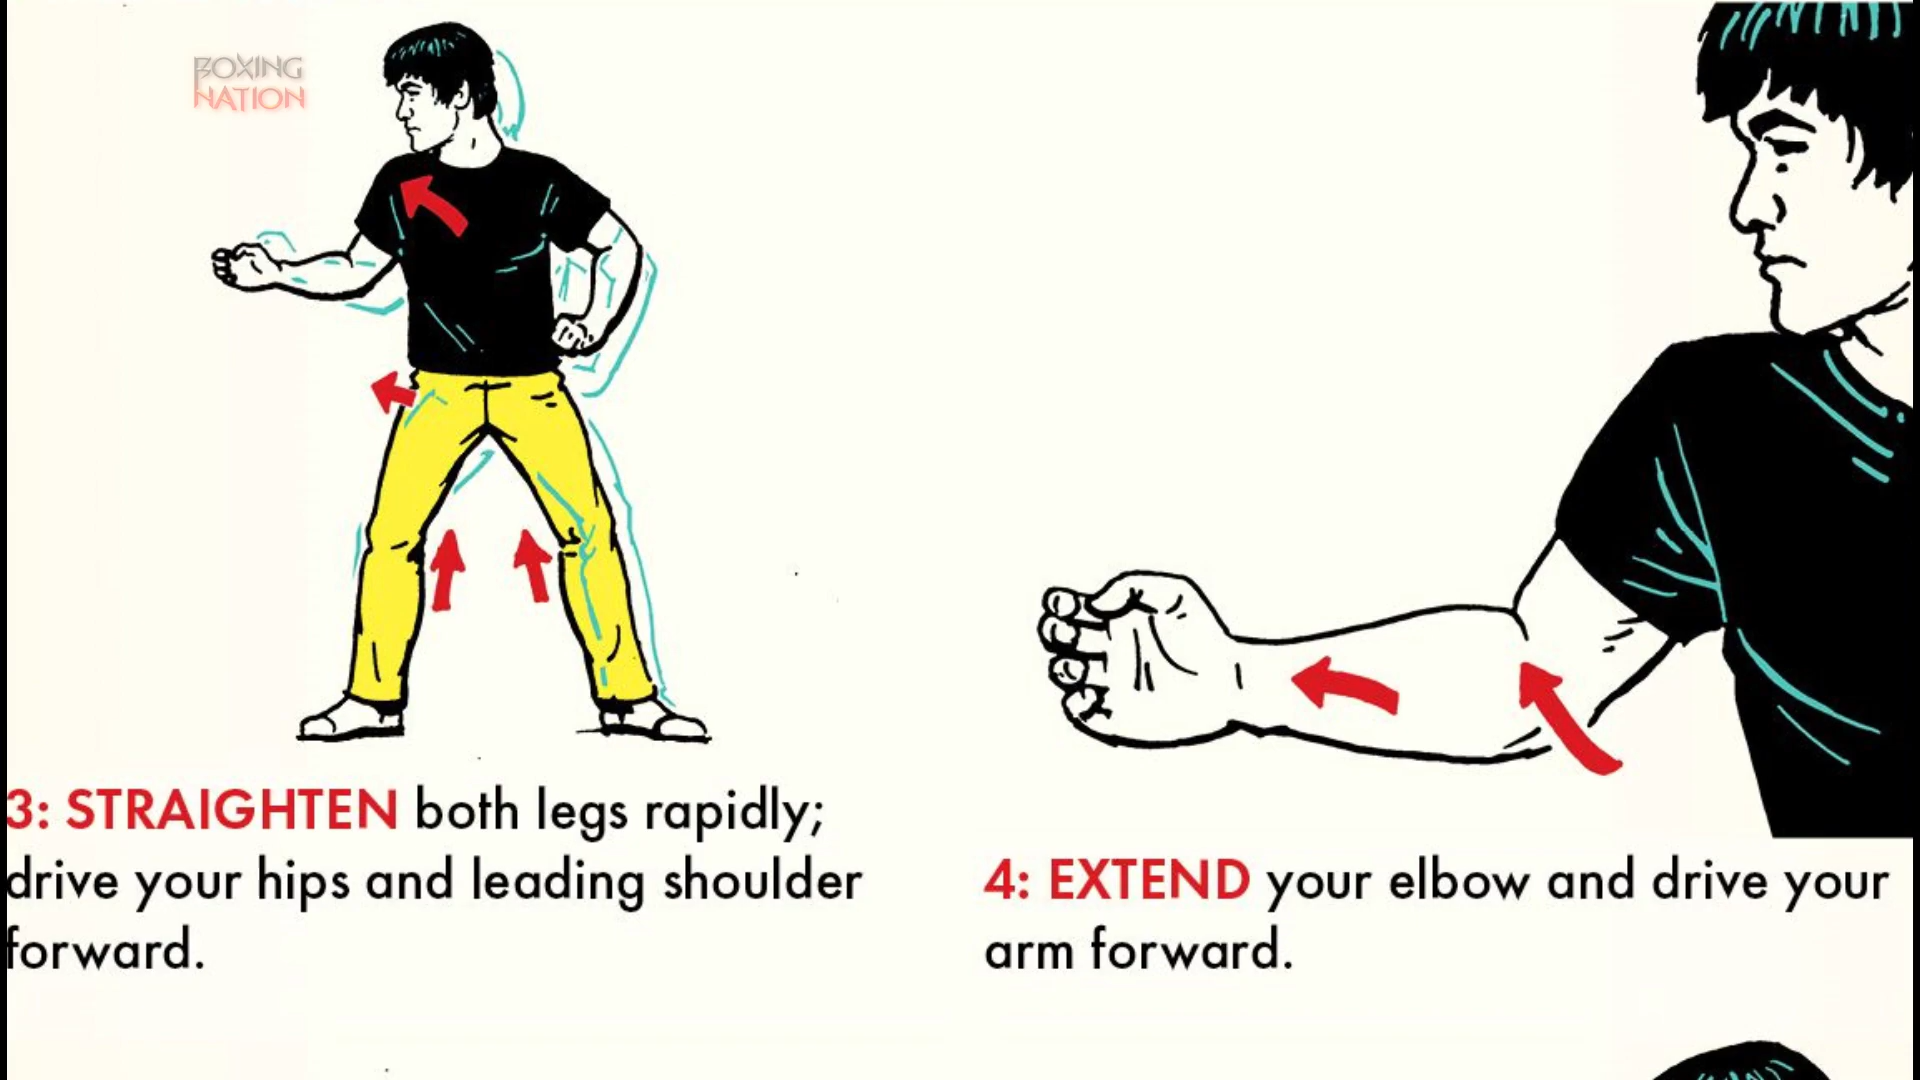 BOXING
NATION
3: STRAIGHTEN both legs rapidly;
drive your hips and leading shoulder
forward.
4: EXTEND your elbow and drive your
arm forward.